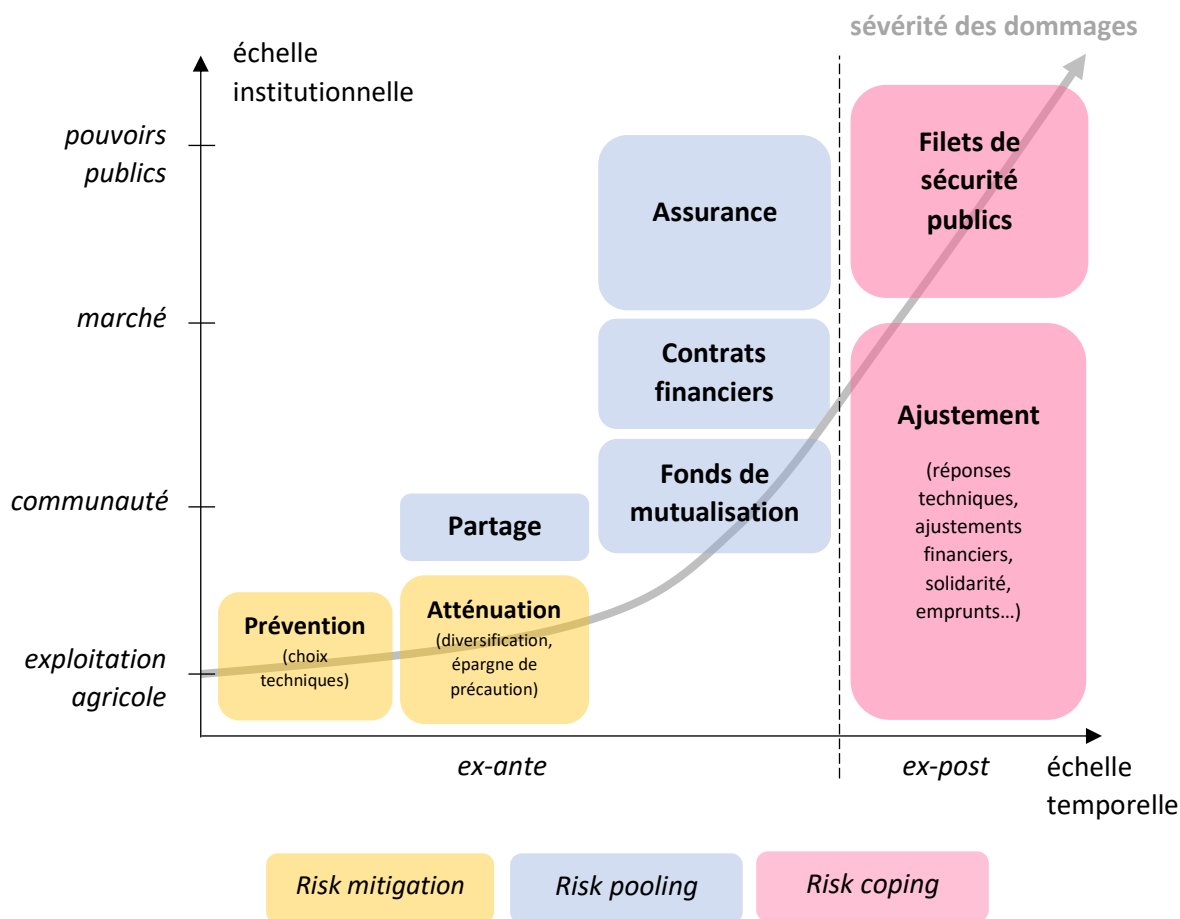 sévérité des dommages
échelle
institutionnelle
pouvoirs
publics
marché
communauté
exploitation
agricole
Assurance
Filets de
sécurité
publics
Contrats
financiers
Ajustement
(réponses
techniques,
ajustements
financiers,
solidarité,
emprunts…)
Fonds de
mutualisation
Partage
Prévention
(choix
techniques)
Atténuation
(diversification,
épargne de
précaution)
ex-ante
ex-post
échelle
temporelle
Risk mitigation
Risk pooling
Risk coping